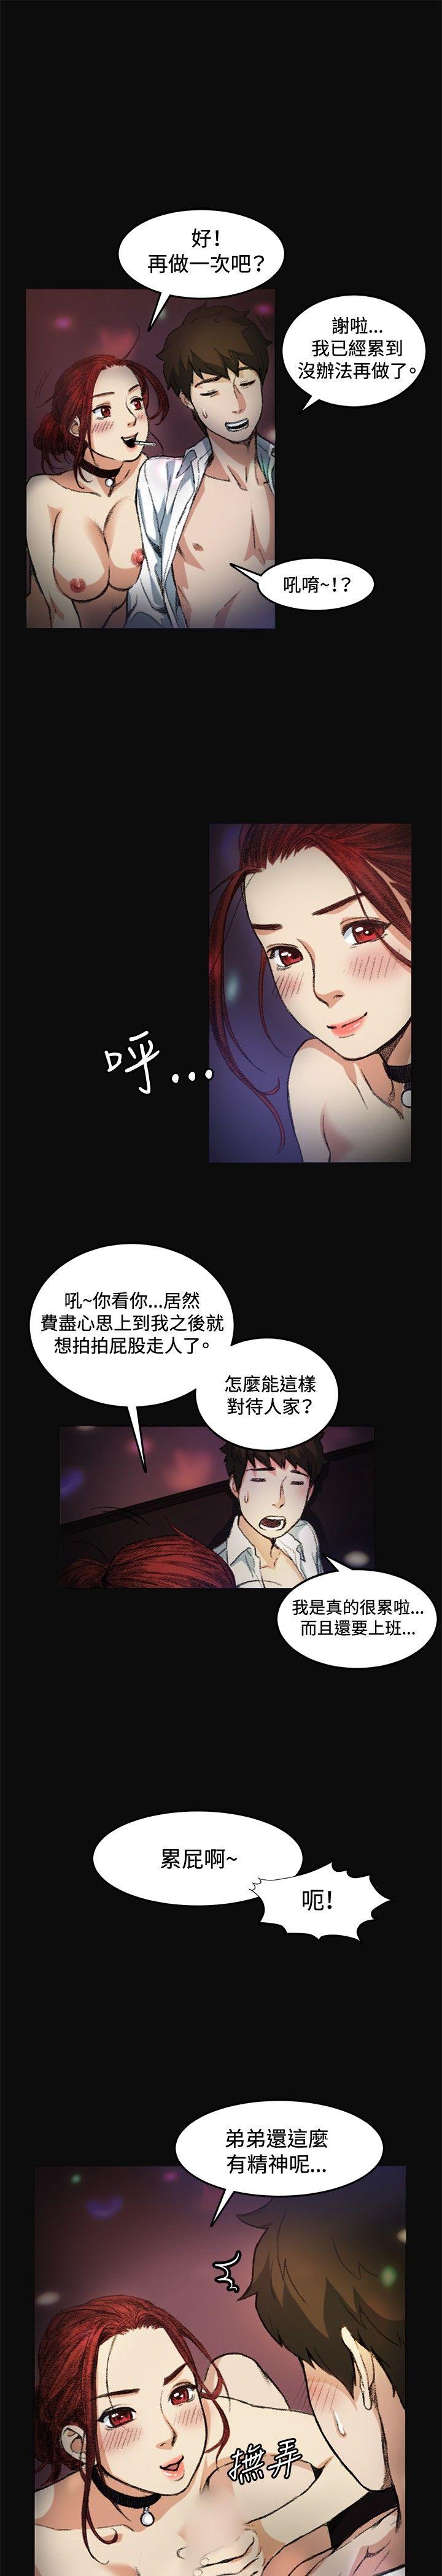 好！
再做一次吧？
謝啦...
我已經累到
沒辦法再做了。
吼唷~!？
呼...
吼~你看你...居然
費盡心思上到我之後就
想拍拍屁股走人了。
怎麼能這樣
對待人家？
我是真的很累啦...
而且還要上班...
累屁啊~
呃！
弟弟還這麼
有精神呢...
撫弄